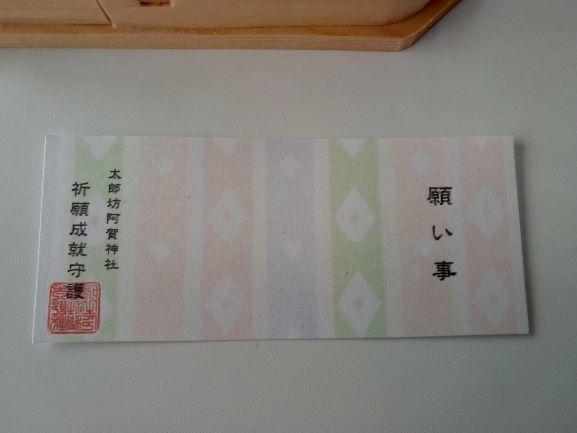 願い事
太郎坊阿賀神社
祈願成就守護